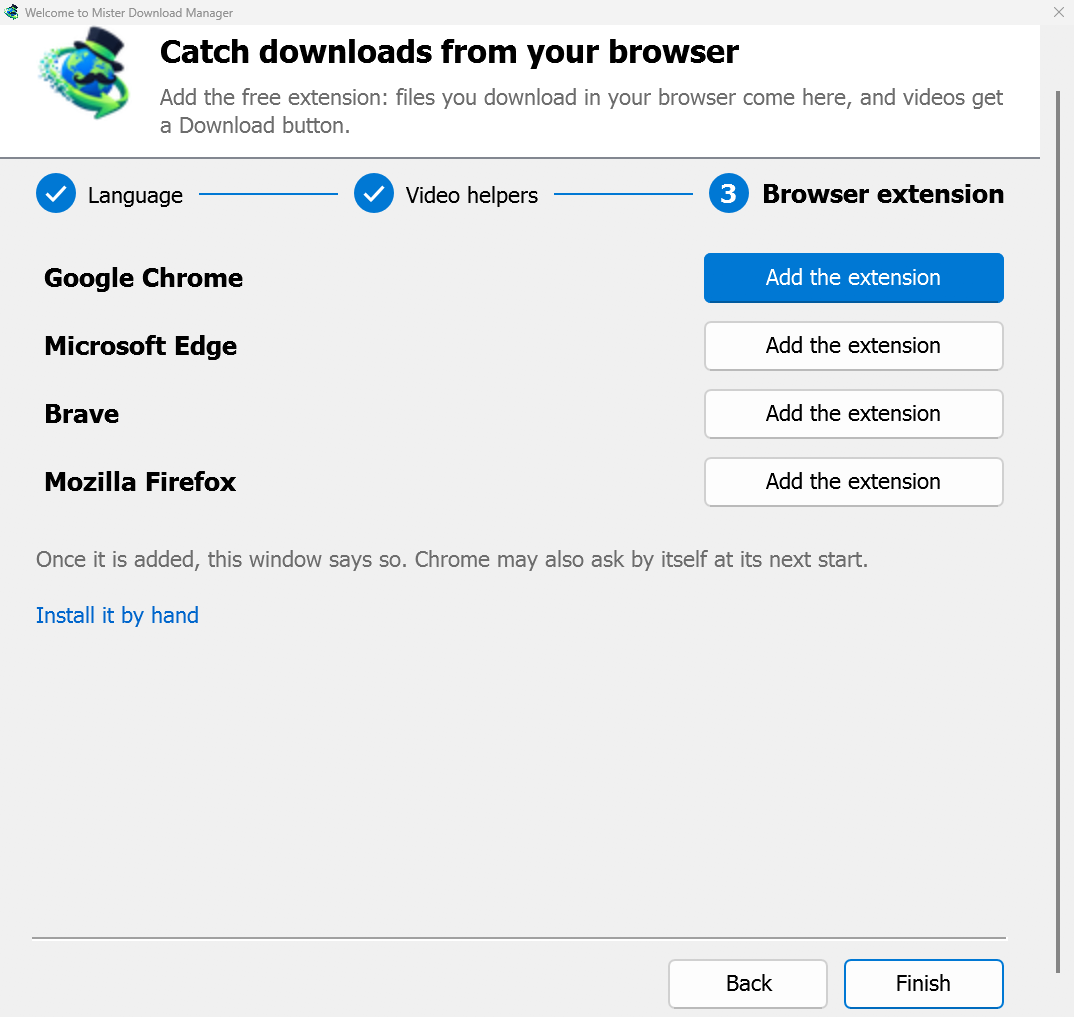 Welcome to Mister Download Manager
Catch downloads from your browser
Add the free extension: files you download in your browser come here, and videos get
a Download button.
Language
Video helpers
3 Browser extension
Google Chrome
Add the extension
Microsoft Edge
Add the extension
Brave
Add the extension
Mozilla Firefox
Add the extension
Once it is added, this window says so. Chrome may also ask by itself at its next start.
Install it by hand
Back
Finish